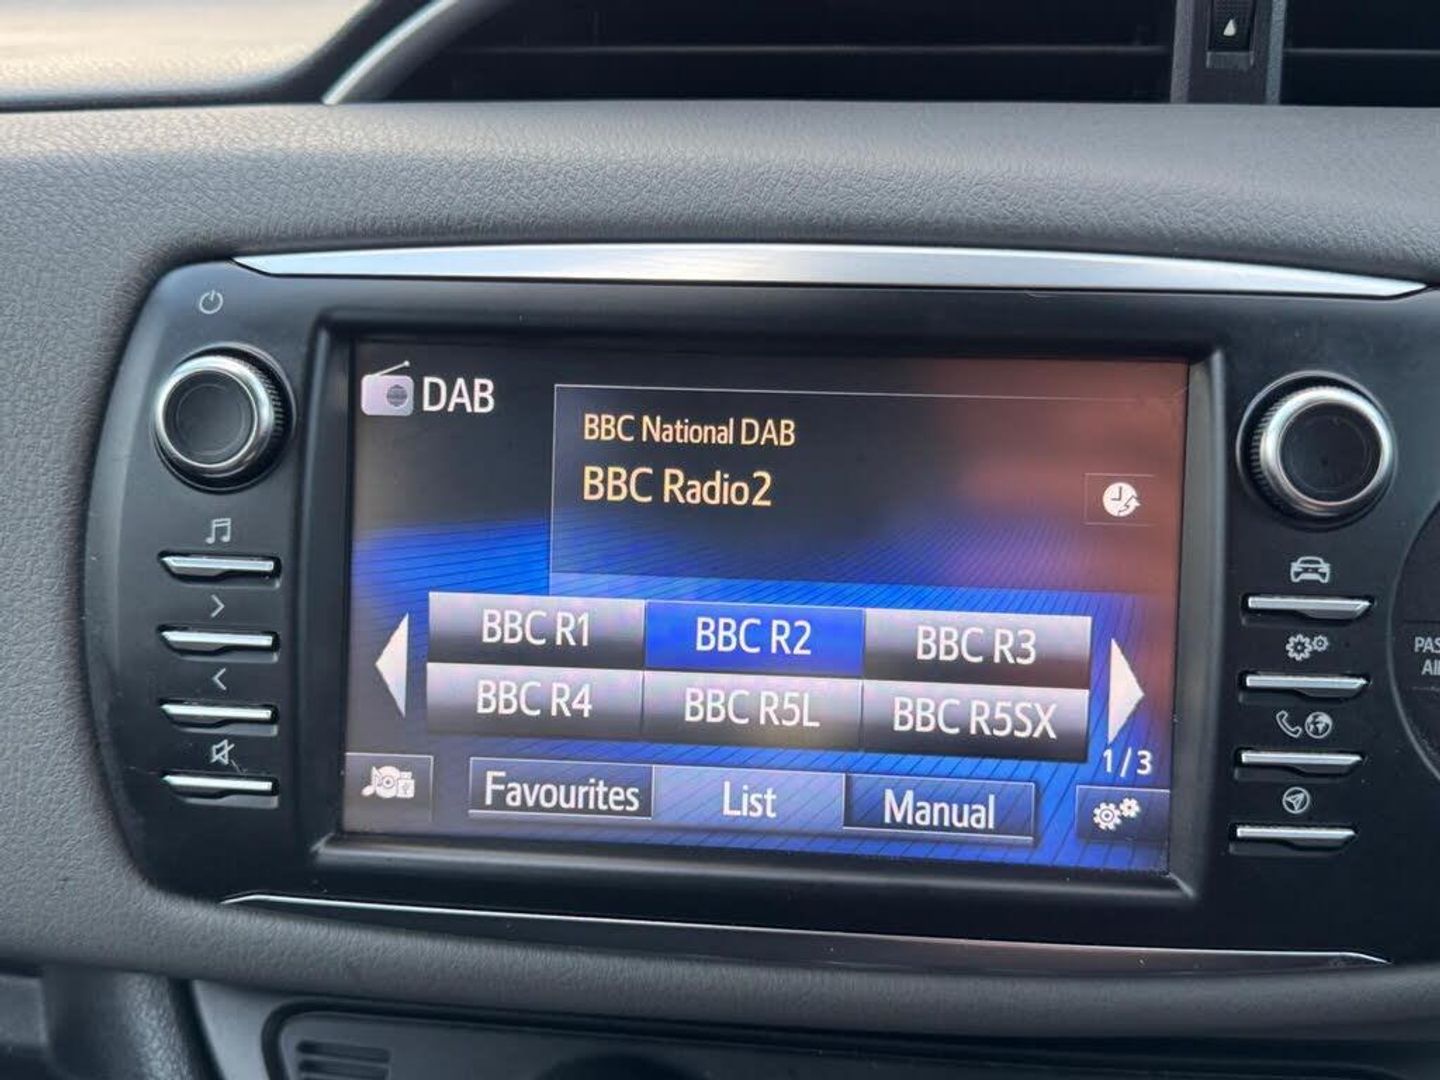 DAB
BBC National DAB
BBC Radio2
BBC R1
BBC R2
BBC R3
BBC R4
BBC R5L
BBC R5SX
1/3
Favourites
List
Manual